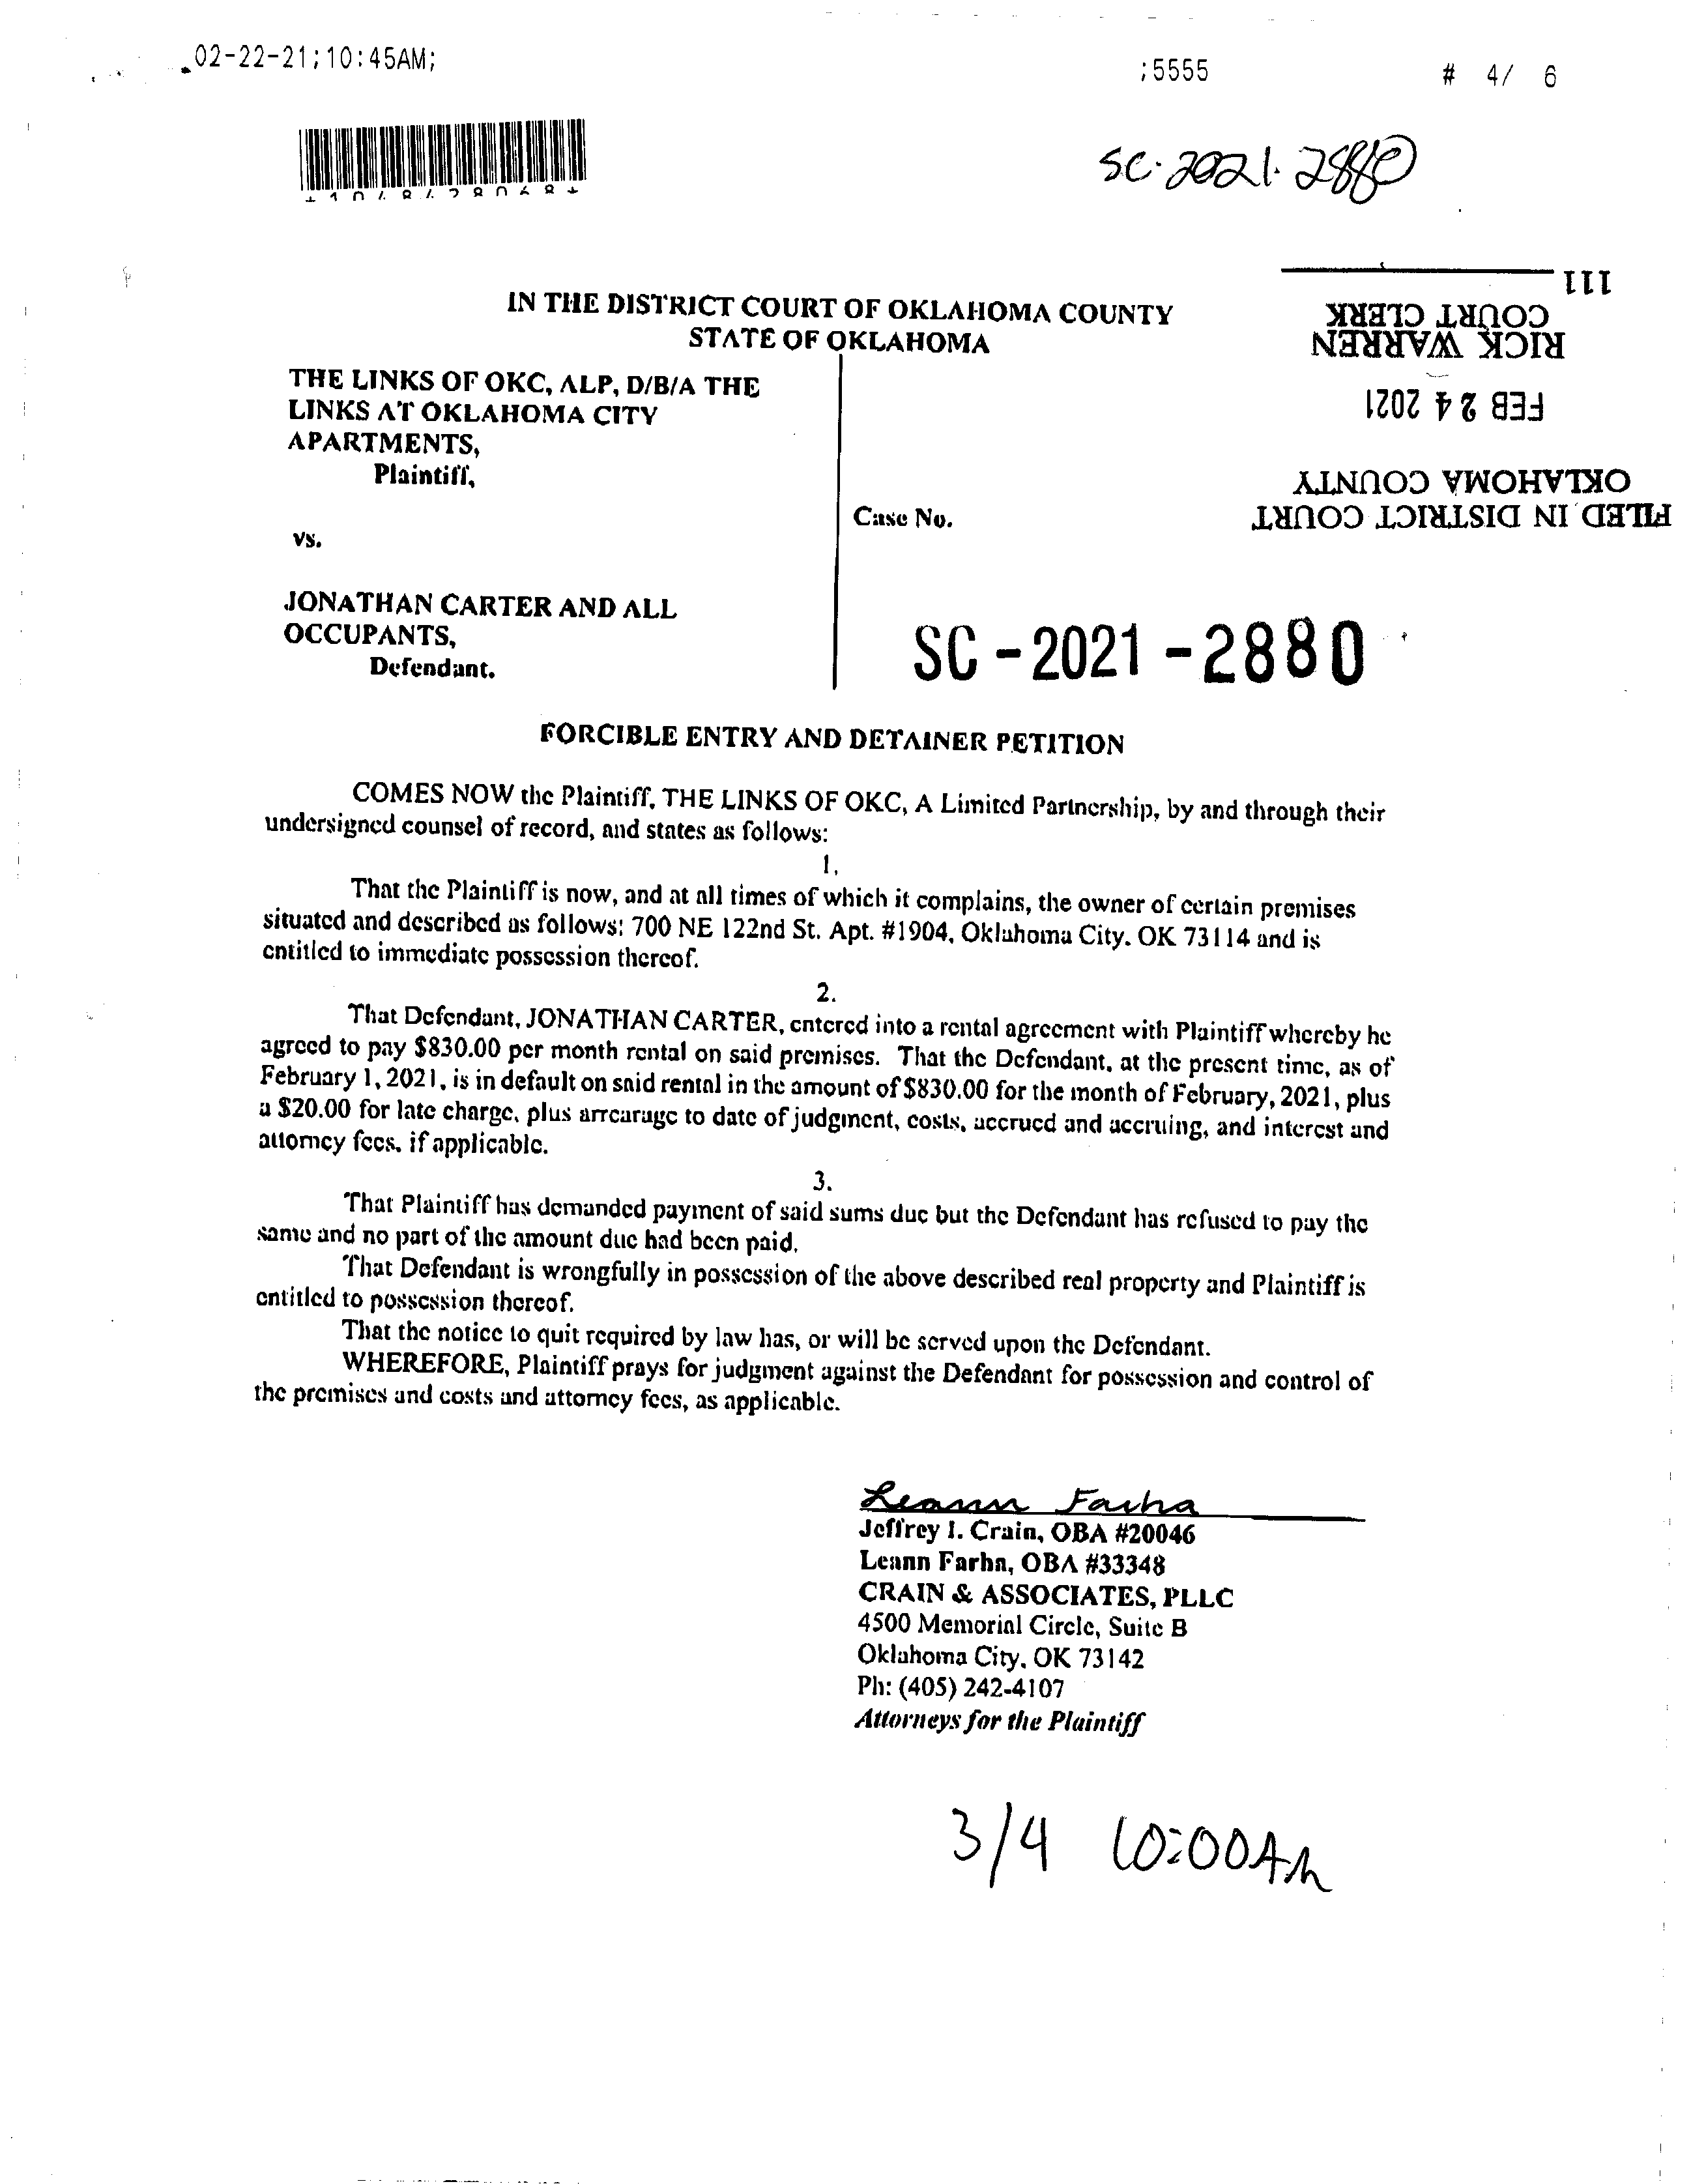 02-22-21;10:45AM;
;5555
# 4/ 6
SC-2021-2880
IN THE DISTRICT COURT OF OKLAHOMA COUNTY
STATE OF OKLAHOMA
FILED IN DISTRICT COURT
OKLAHOMA COUNTY
FEB 24 2021
RICK WARREN
COURT CLERK
111
THE LINKS OF OKC, ALP, D/B/A THE
LINKS AT OKLAHOMA CITY
APARTMENTS,
Plaintiff,
vs.
Case No.
JONATHAN CARTER AND ALL
OCCUPANTS,
Defendant.
SC-2021-2880
FORCIBLE ENTRY AND DETAINER PETITION
COMES NOW the Plaintiff, THE LINKS OF OKC, A Limited Partnership, by and through their
undersigned counsel of record, and states as follows:
1.
That the Plaintiff is now, and at all times of which it complains, the owner of certain premises
situated and described as follows: 700 NE 122nd St. Apt. #1904, Oklahoma City, OK 73114 and is
entitled to immediate possession thereof.
2.
That Defendant, JONATHAN CARTER, entered into a rental agreement with Plaintiff whereby he
agreed to pay $830.00 per month rental on said premises. That the Defendant, at the present time, as of
February 1, 2021, is in default on said rental in the amount of $830.00 for the month of February, 2021, plus
a $20.00 for late charge, plus arrearage to date of judgment, costs, accrued and accruing, and interest and
attorney fees, if applicable.
3.
That Plaintiff has demanded payment of said sums due but the Defendant has refused to pay the
same and no part of the amount due had been paid.
That Defendant is wrongfully in possession of the above described real property and Plaintiff is
entitled to possession thereof.
That the notice to quit required by law has, or will be served upon the Defendant.
WHEREFORE, Plaintiff prays for judgment against the Defendant for possession and control of
the premises and costs and attorney fees, as applicable.
Leann Farha
Jeffrey I. Crain, OBA #20046
Leann Farha, OBA #33348
CRAIN & ASSOCIATES, PLLC
4500 Memorial Circle, Suite B
Oklahoma City, OK 73142
Ph: (405) 242-4107
Attorneys for the Plaintiff
3/4 10:00AM